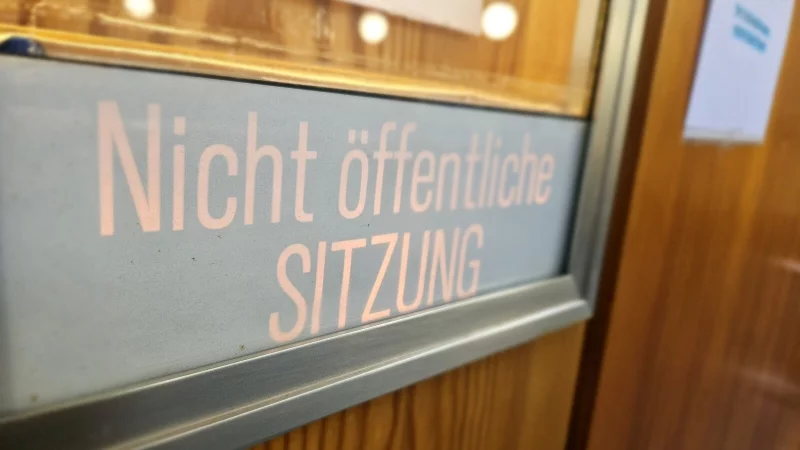 Nicht öffentliche
SITZUNG